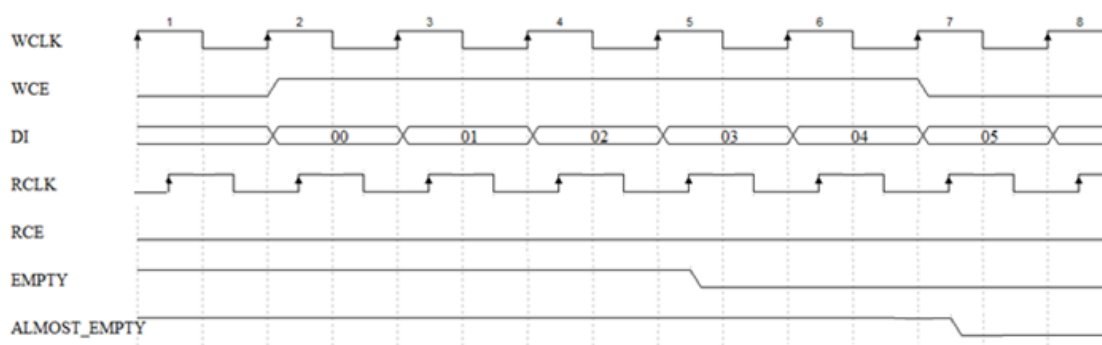 1 2 3 4 5 6 7 8
WCLK
WCE
DI 00 01 02 03 04 05
RCLK
RCE
EMPTY
ALMOST_EMPTY